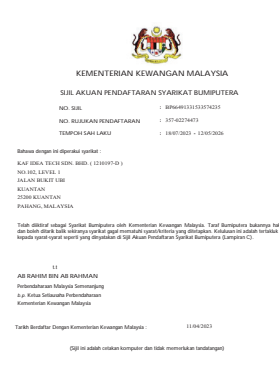 KEMENTERIAN KEWANGAN MALAYSIA
SIJIL AKUAN PENDAFTARAN SYARIKAT BUMIPUTERA
NO. SIJIL : BP66491331533574235
NO. RUJUKAN PENDAFTARAN : 357-02274473
TEMPOH SAH LAKU : 10/07/2023 - 12/05/2026
Bahawa dengan ini diperakui syarikat :
KAF IDEA TECH SDN. BHD. ( 1210197-D )
NO.102, LEVEL 1
JALAN BUKIT UBI
KUANTAN
25200 KUANTAN
PAHANG, MALAYSIA
Telah diiktiraf sebagai Syarikat Bumiputera oleh Kementerian Kewangan Malaysia. Taraf Bumiputera bukannya hak
dan boleh ditarik balik sekiranya syarikat gagal mematuhi syarat/kriteria yang ditetapkan. Kelulusan ini adalah tertakluk
kepada syarat-syarat seperti yang dinyatakan di Sijil Akuan Pendaftaran Syarikat Bumiputera (Lampiran C)
t.t
AB RAHIM BIN AB RAHMAN
Perbendaharaan Malaysia Semenanjung
b.p. Ketua Setiausaha Perbendaharaan
Kementerian Kewangan Malaysia
Tarikh Berdaftar Dengan Kementerian Kewangan Malaysia : 11/04/2023
(Sijil ini adalah cetakan komputer dan tidak memerlukan tandatangan)